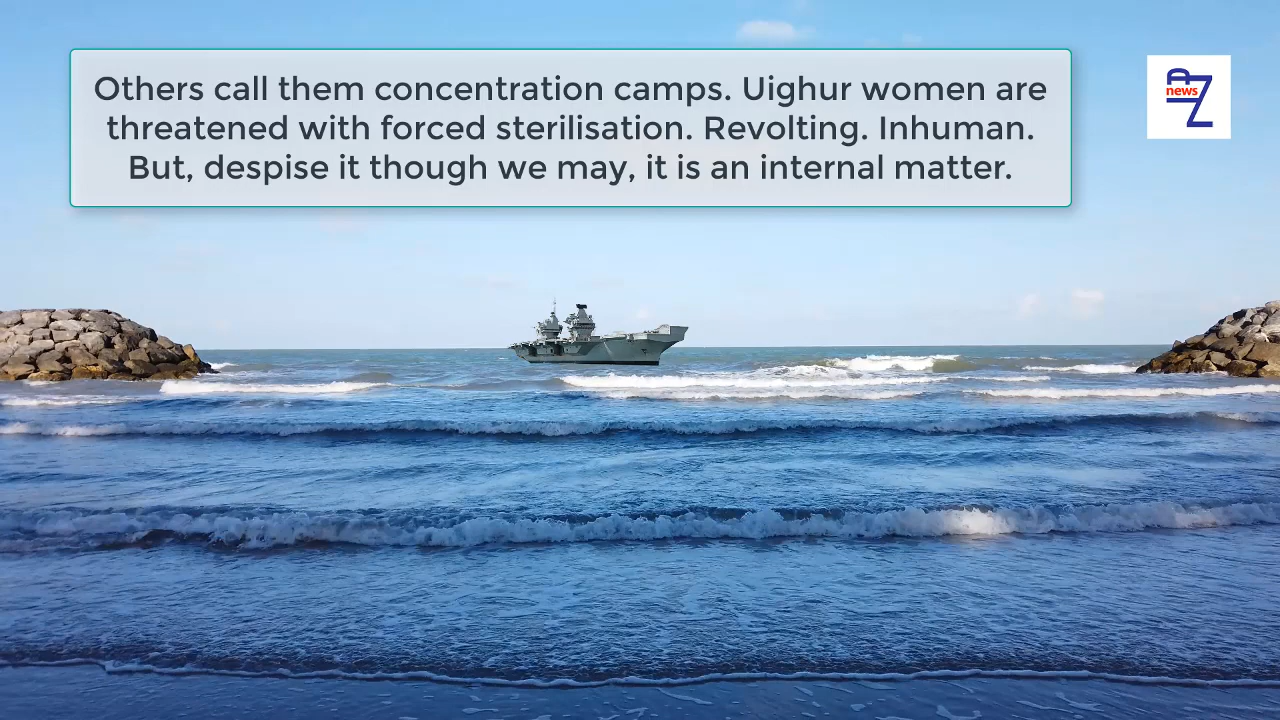 Others call them concentration camps. Uighur women are
threatened with forced sterilisation. Revolting. Inhuman.
But, despise it though we may, it is an internal matter.
AZ
news